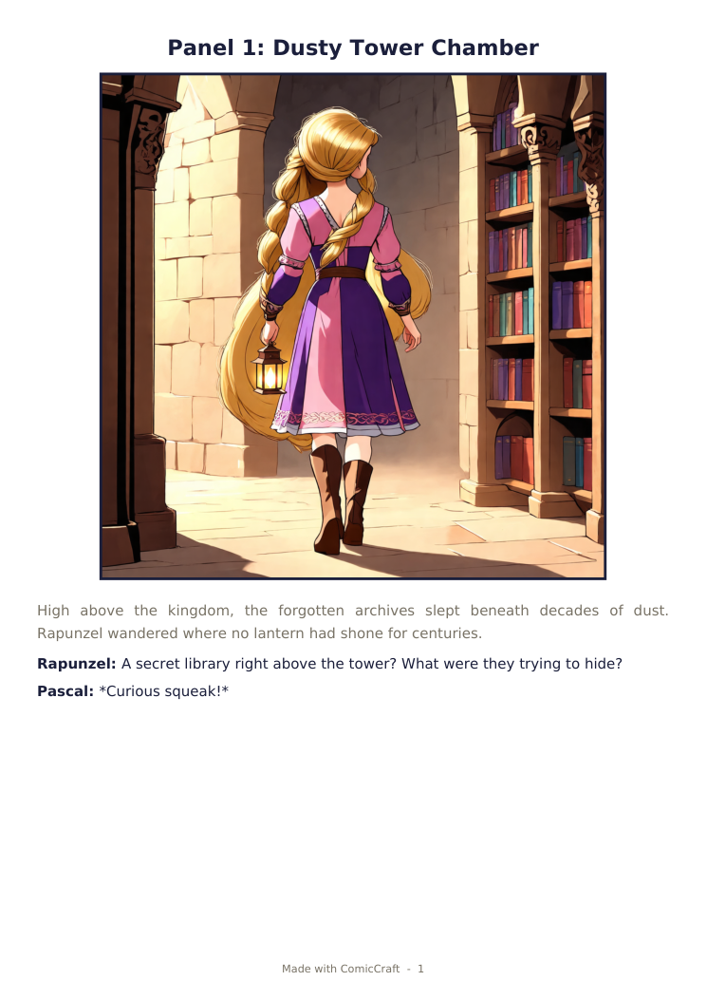 Panel 1: Dusty Tower Chamber
High above the kingdom, the forgotten archives slept beneath decades of dust.
Rapunzel wandered where no lantern had shone for centuries.
Rapunzel: A secret library right above the tower? What were they trying to hide?
Pascal: *Curious squeak!*
Made with ComicCraft - 1